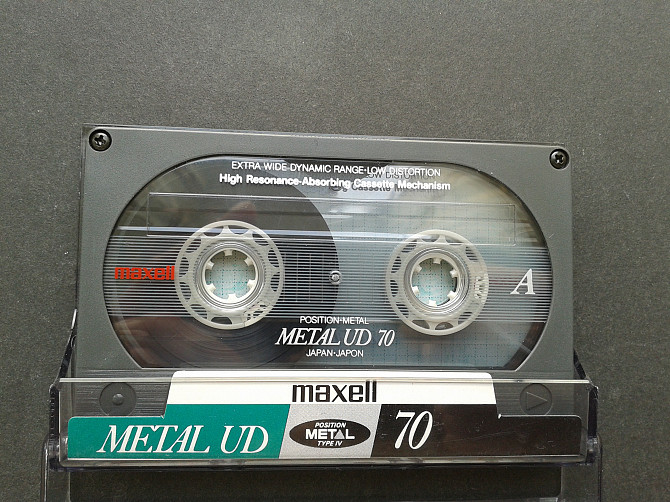 EXTRA WIDE-DYNAMIC RANGE•LOW DISTORTION
High Resonance-Absorbing Cassette Mechanism
maxell
A
POSITION•METAL
METAL UD 70
JAPAN•JAPON
maxell
METAL UD
POSITION
METAL
TYPE IV
70